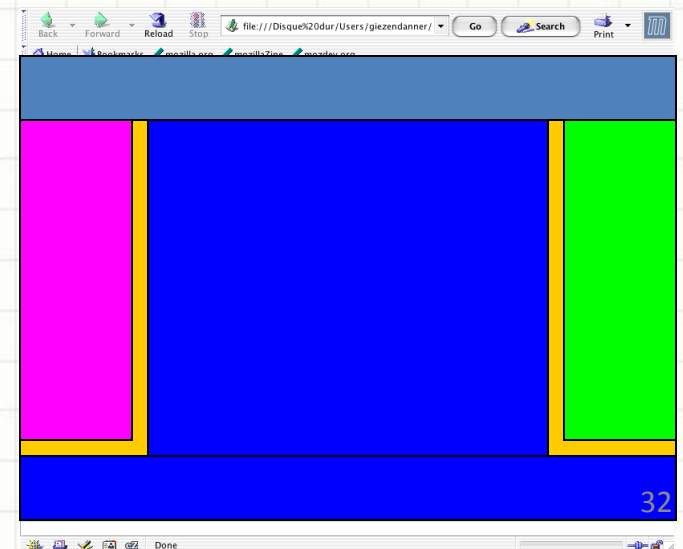 Back Forward Reload Stop file:///Disque%20dur/Users/giezendanner/ Go Search Print
Home Bookmarks mozilla.org mozillaZine mozdev.org
32
Done